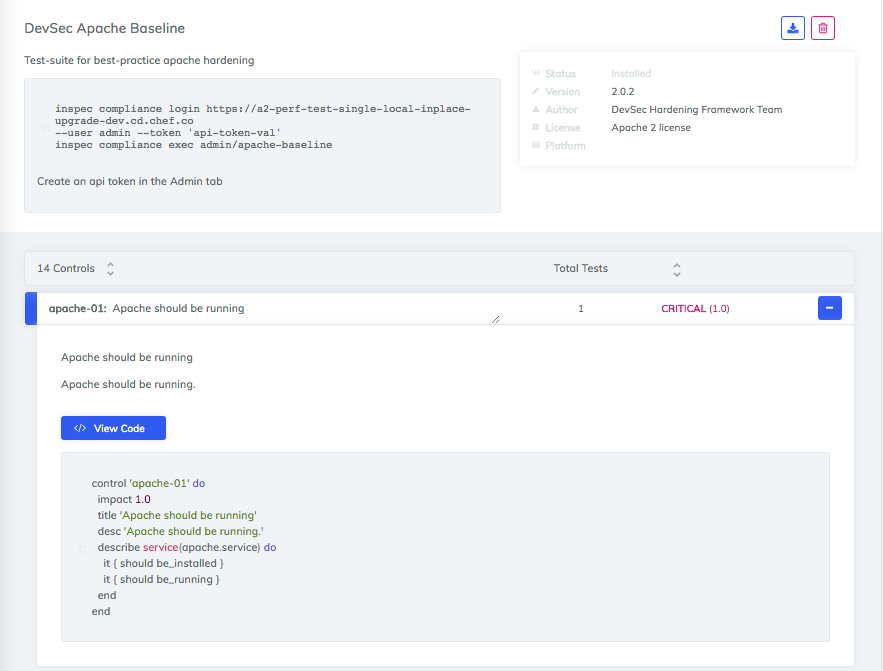 DevSec Apache Baseline
Test-suite for best-practice apache hardening
inspec compliance login https://a2-perf-test-single-local-inplace-
upgrade-dev.cd.chef.co
--user admin --token 'api-token-val'
inspec compliance exec admin/apache-baseline
Create an api token in the Admin tab
Status Installed
Version 2.0.2
Author DevSec Hardening Framework Team
License Apache 2 license
Platform
14 Controls Total Tests
apache-01: Apache should be running 1 CRITICAL (1.0)
Apache should be running
Apache should be running.
</> View Code
control 'apache-01' do
impact 1.0
title 'Apache should be running'
desc 'Apache should be running.'
describe service(apache.service) do
it { should be_installed }
it { should be_running }
end
end